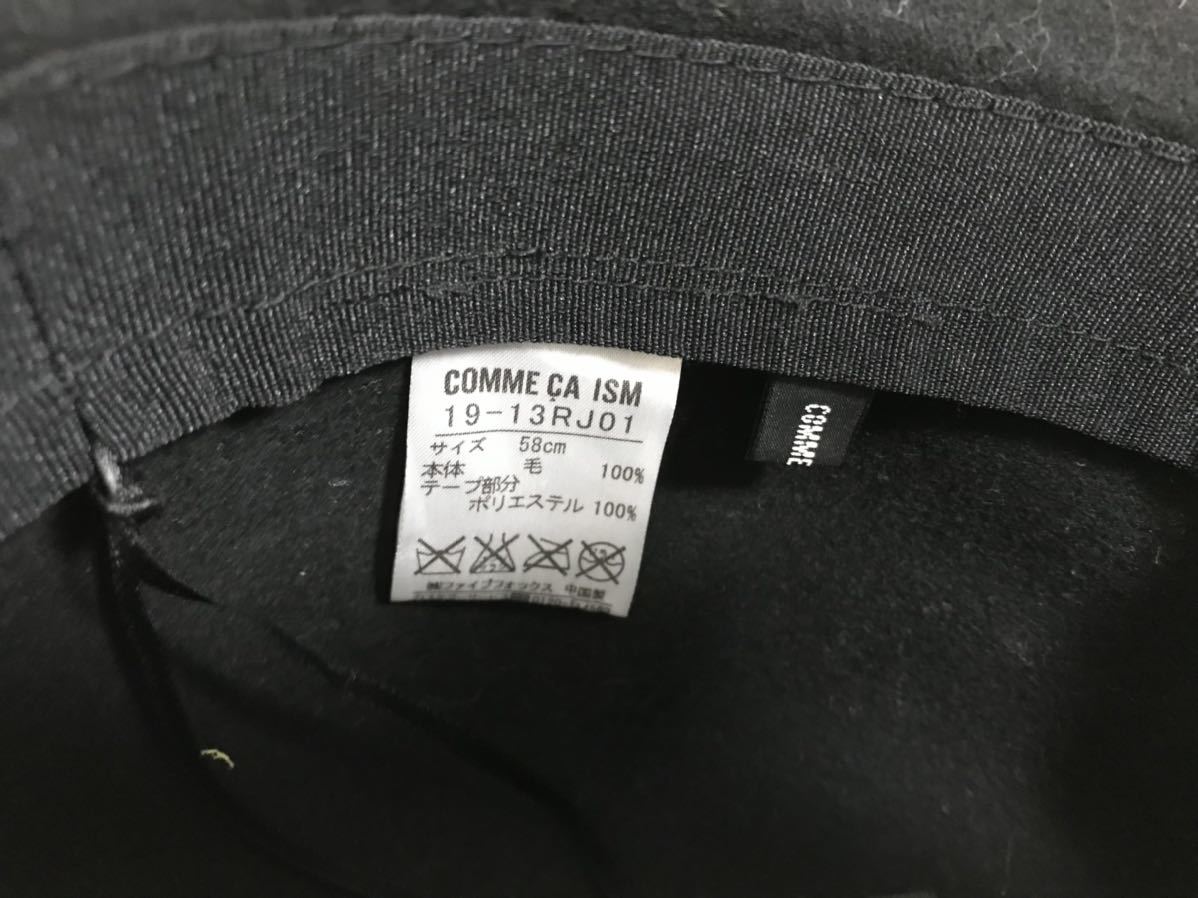 COMME ÇA ISM
19-13RJ01
サイズ 58cm
本体 毛 100%
テープ部分
ポリエステル 100%
㈱ファイブフォックス 中国製
COMME